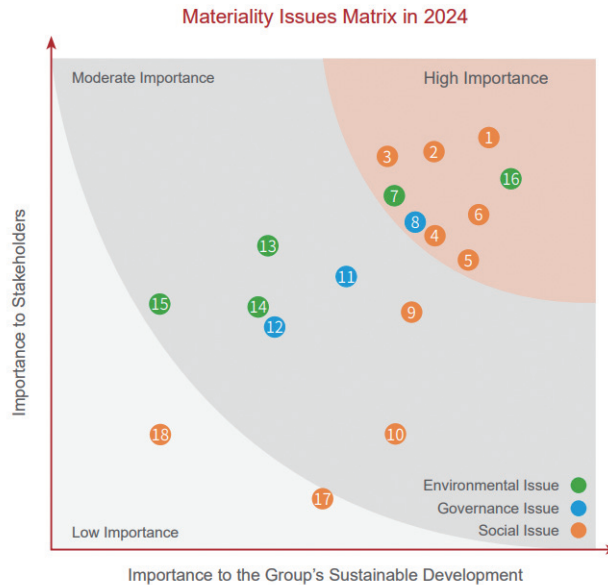 Materiality Issues Matrix in 2024
Moderate Importance
High Importance
1
2
3
16
7
6
8
4
13
5
11
15
14
9
12
18
10
Environmental Issue
17
Governance Issue
Low Importance
Social Issue
Importance to Stakeholders
Importance to the Group's Sustainable Development